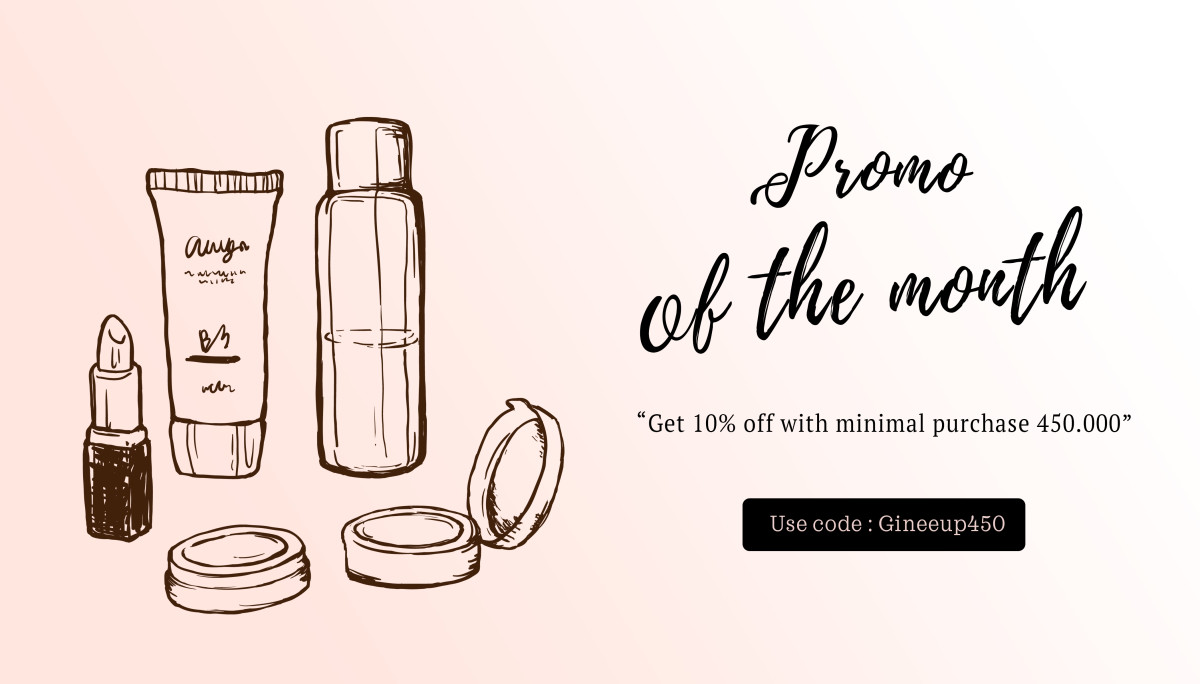 Promo
of the month
“Get 10% off with minimal purchase 450.000”
Use code : Gineeup450